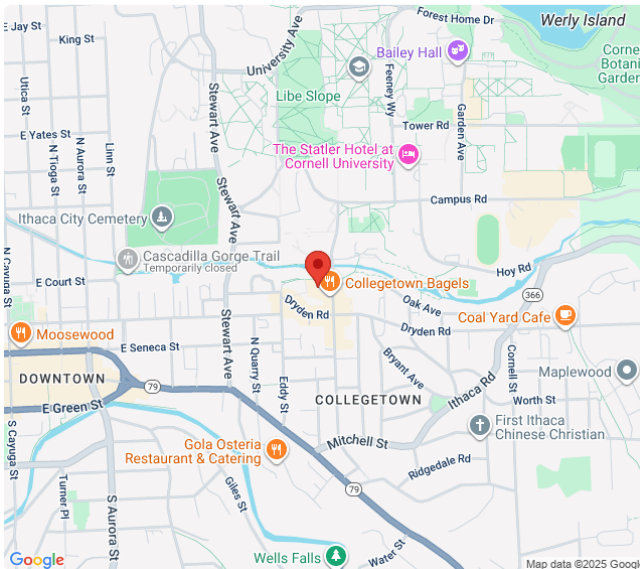 Forest Home Dr
Werly Island
E Jay St
King St
University Ave
Bailey Hall
Feeney Wy
Libe Slope
Corne
Botani
Garden
Utica St
Stewart Ave
Garden Ave
Tower Rd
E Yates St
N Tioga St
N Aurora St
Linn St
The Statler Hotel at
Cornell University
Stewart Ave
Campus Rd
Ithaca City Cemetery
N Cayuga St
Cascadilla Gorge Trail
Temporarily closed
Hoy Rd
E Court St
Collegetown Bagels
366
Oak Ave
Dryden Rd
Coal Yard Cafe
Moosewood
Dryden Rd
Stewart Ave
E Seneca St
N Quarry St
Bryant Ave
Cornell St
Maplewood
DOWNTOWN
79
Eddy St
Ithaca Rd
COLLEGETOWN
Worth St
E Green St
First Ithaca
Chinese Christian
S Cayuga St
Gola Osteria
Restaurant & Catering
Mitchell St
Ridgedale Rd
Turner Pl
S Aurora St
Giles St
79
Wells Falls
Water St
Google
Map data ©2025 Google